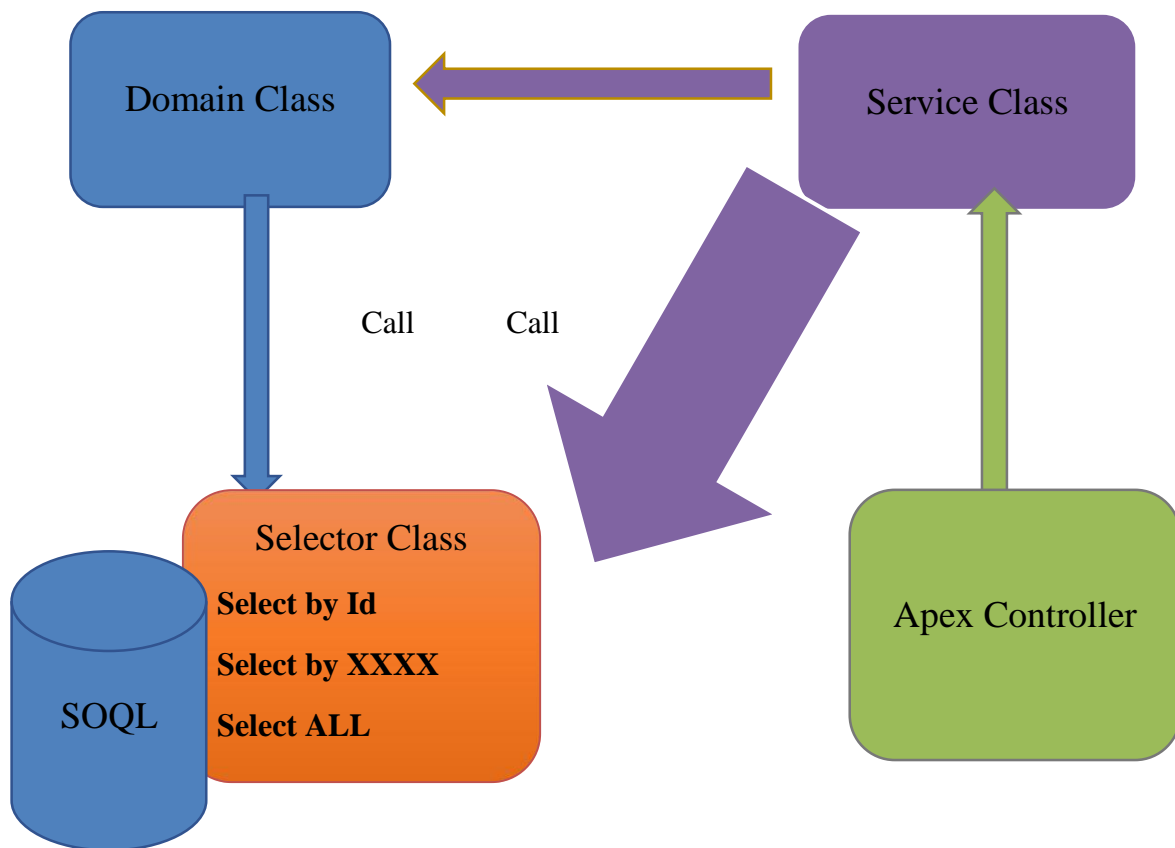 Domain Class
Service Class
Call
Call
Selector Class
Select by Id
Select by XXXX
Select ALL
SOQL
Apex Controller